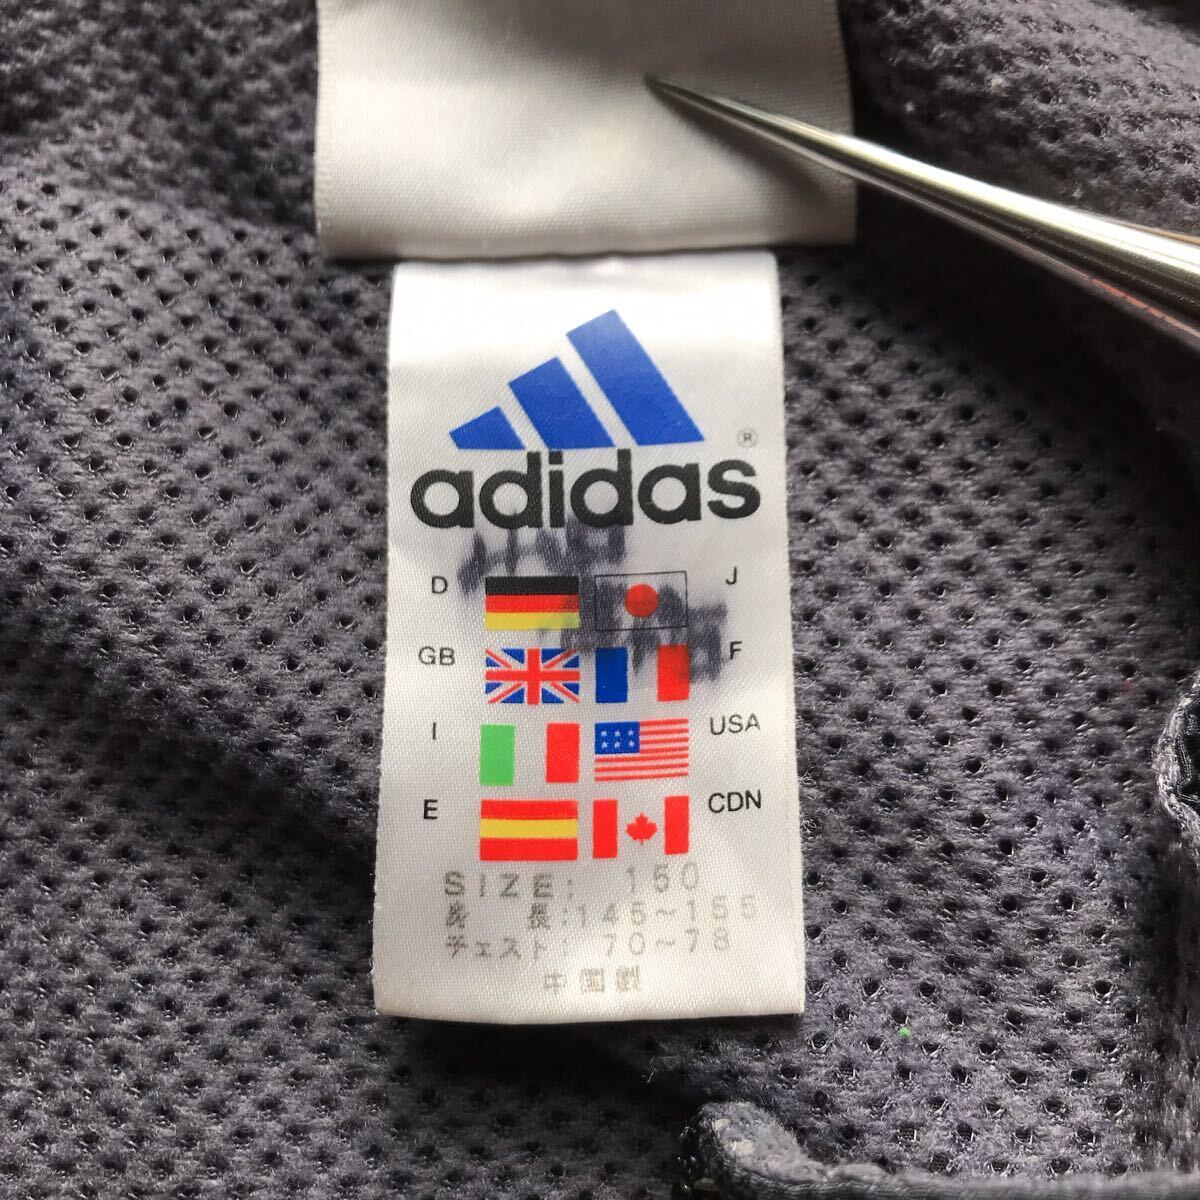 adidas ®
D J
GB F
I USA
E CDN
SIZE: 150
身 長:145~155
チェスト: 70~78
中国製